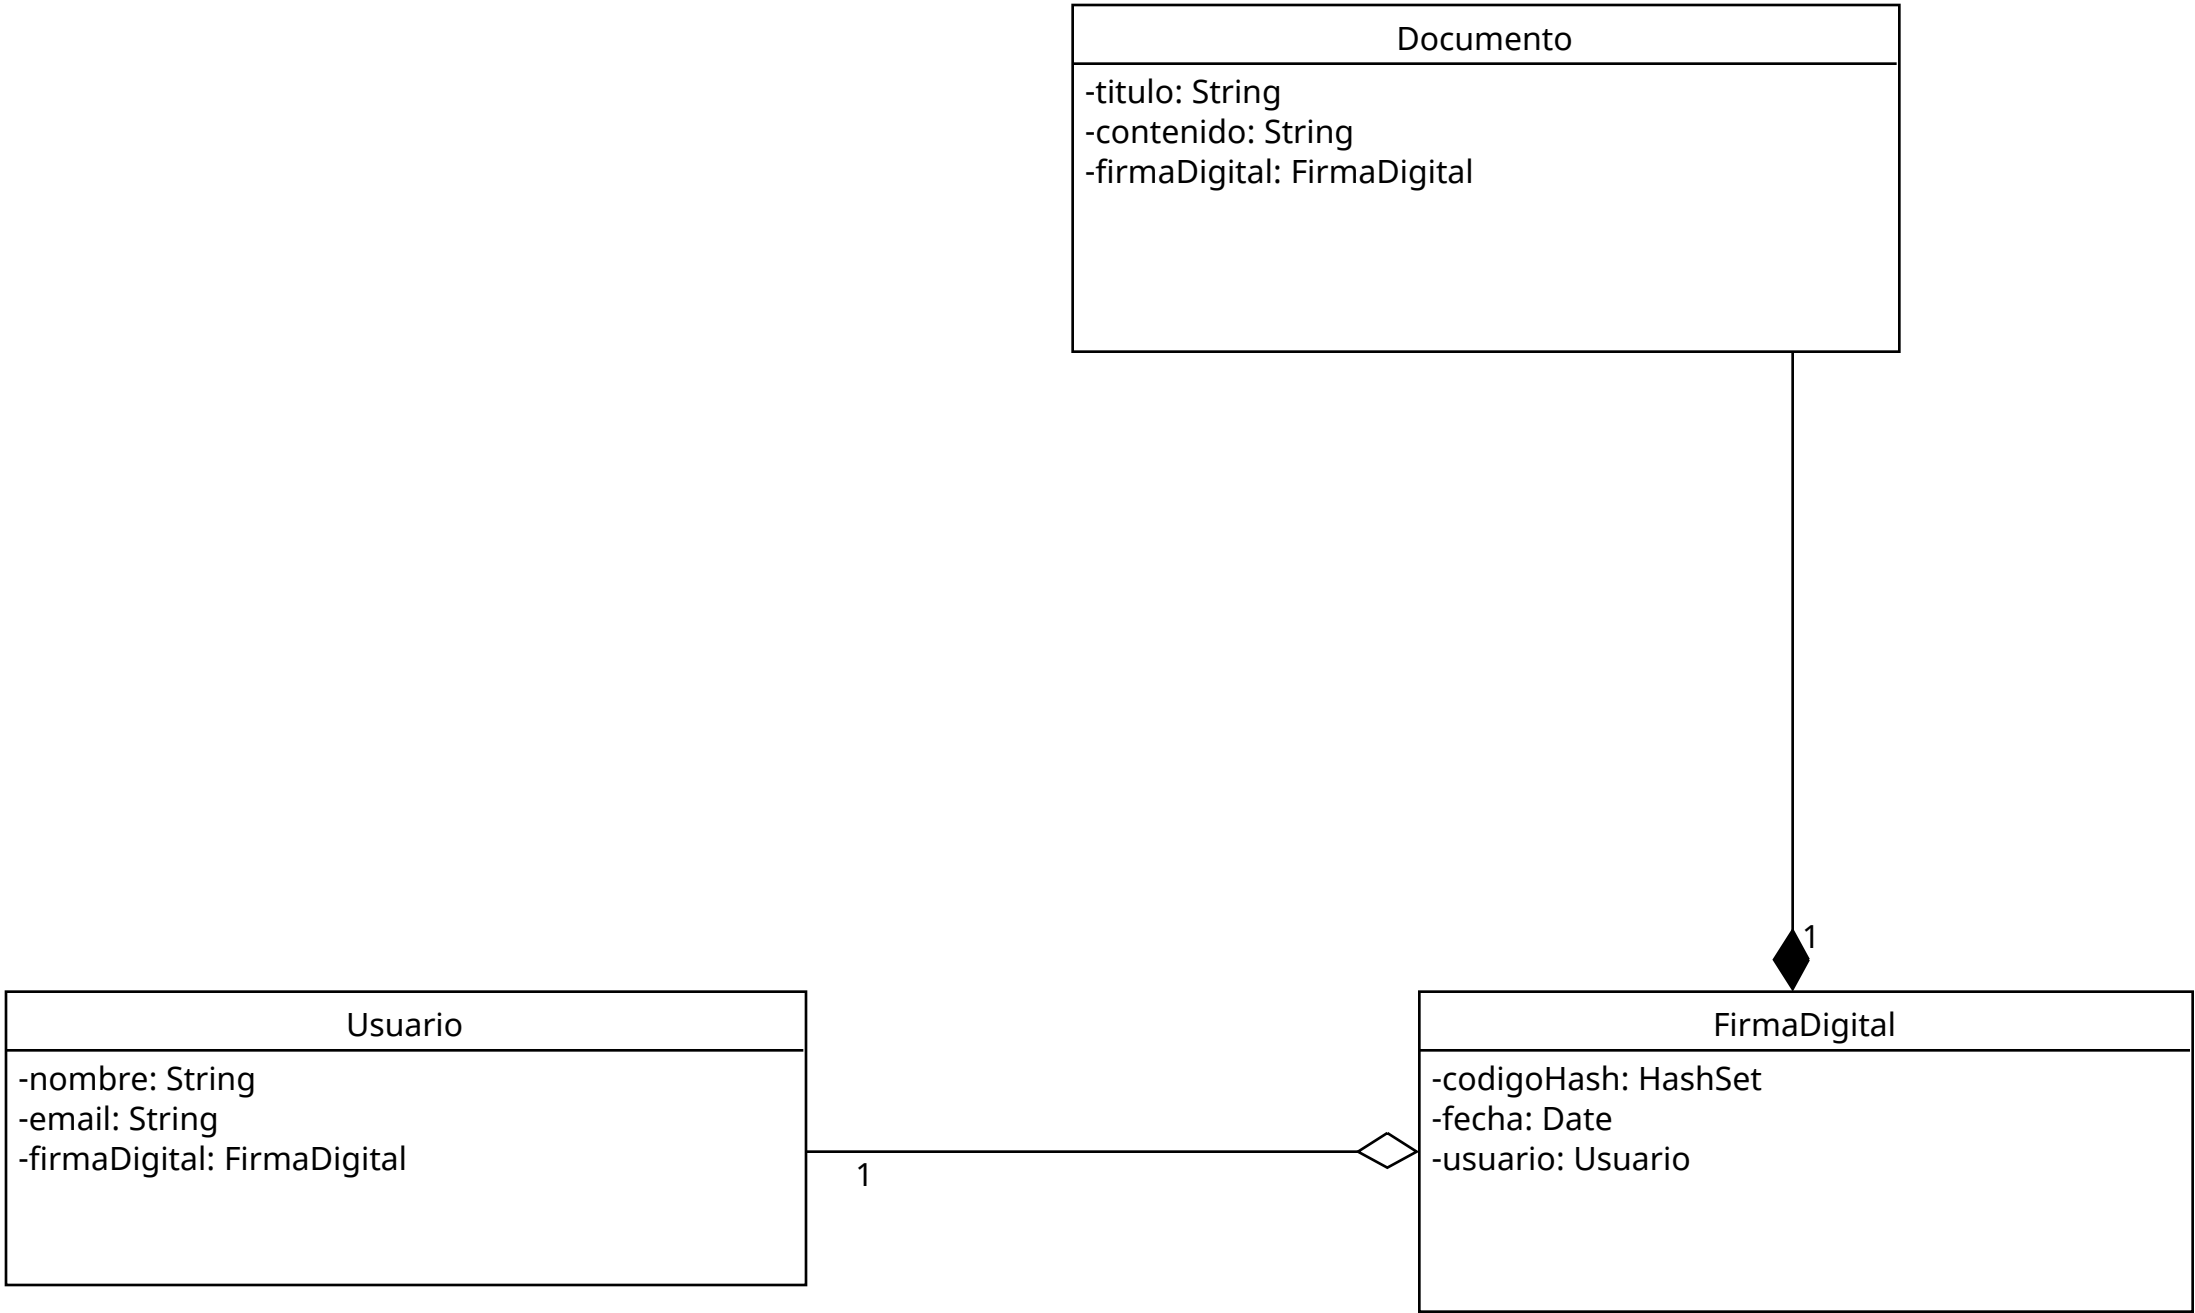 Documento
-titulo: String
-contenido: String
-firmaDigital: FirmaDigital
1
Usuario
-nombre: String
-email: String
-firmaDigital: FirmaDigital
1
FirmaDigital
-codigoHash: HashSet
-fecha: Date
-usuario: Usuario